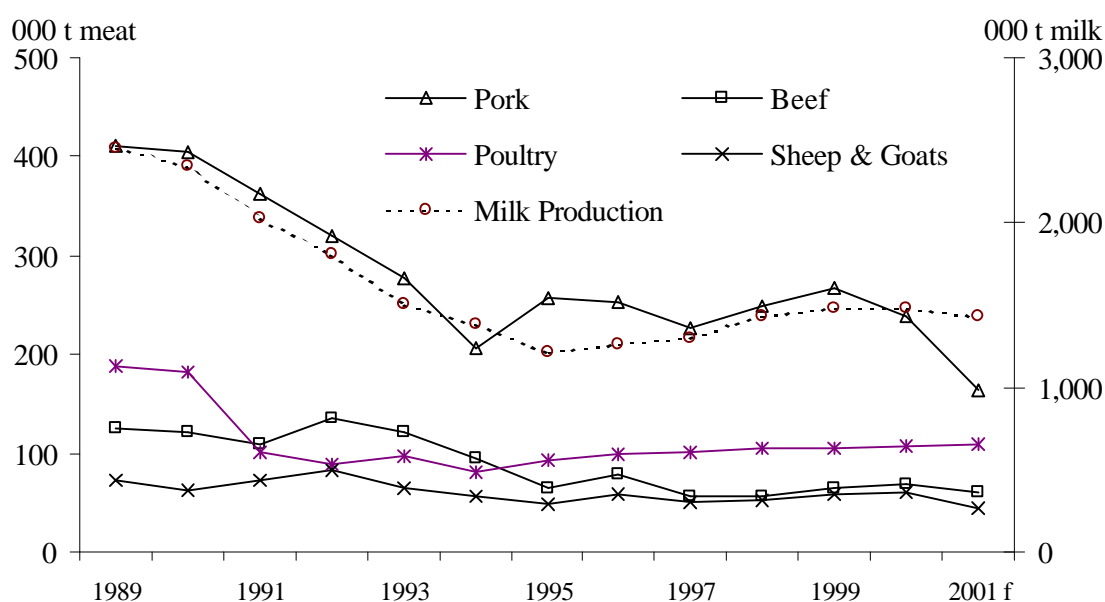 000 t meat
000 t milk
500
3,000
Pork
Beef
400
Poultry
Sheep & Goats
Milk Production
2,000
300
200
1,000
100
0
0
1989
1991
1993
1995
1997
1999
2001 f